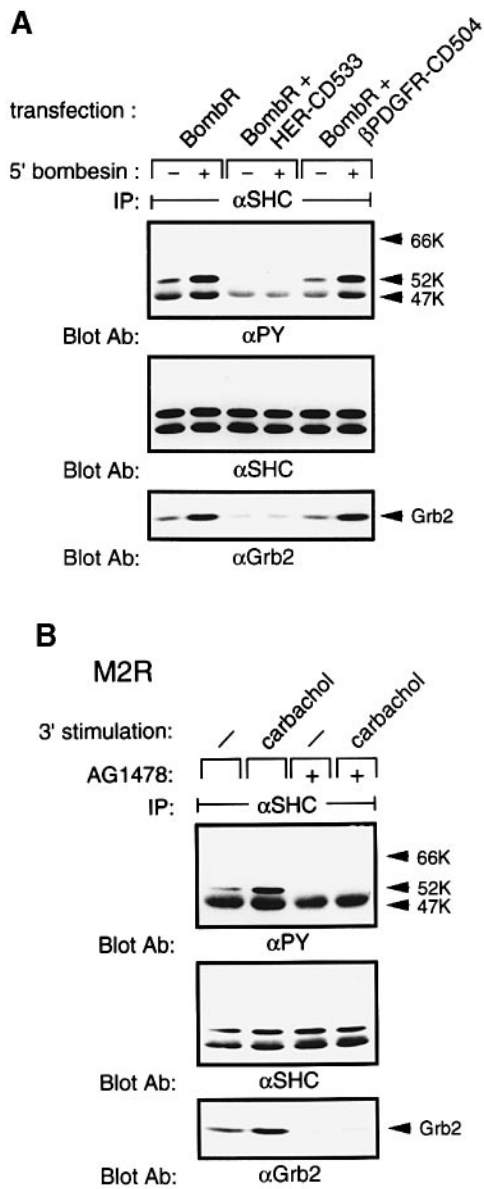 A
transfection :
BombR
BombR +
HER-CD533
BombR +
βPDGFR-CD504
5' bombesin : − + − + − +
IP: αSHC
66K
52K
47K
Blot Ab: αPY
Blot Ab: αSHC
Grb2
Blot Ab: αGrb2
B
M2R
3' stimulation: − carbachol − carbachol
AG1478: + +
IP: αSHC
66K
52K
47K
Blot Ab: αPY
Blot Ab: αSHC
Grb2
Blot Ab: αGrb2